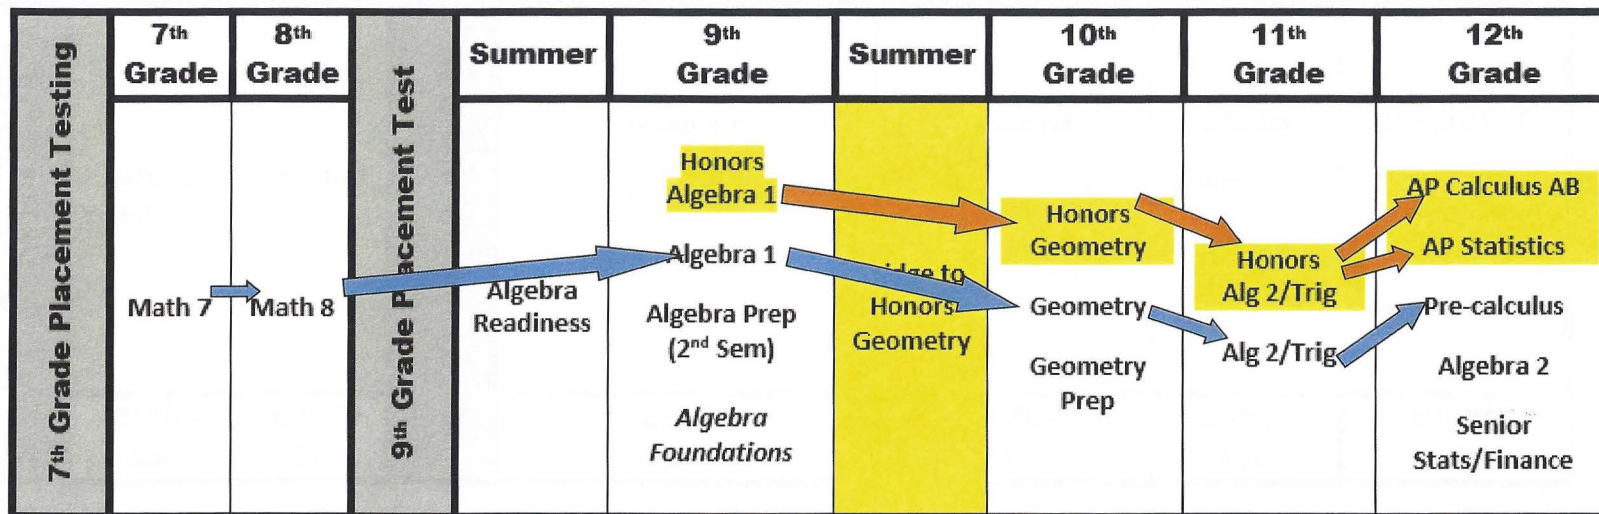 7th Grade Placement Testing
7th
Grade
8th
Grade
9th Grade Placement Test
Summer
9th
Grade
Summer
10th
Grade
11th
Grade
12th
Grade
Math 7
Math 8
Algebra
Readiness
Honors
Algebra 1
Algebra 1
Algebra Prep
(2nd Sem)
Algebra
Foundations
to
Honors
Geometry
Honors
Geometry
Geometry
Geometry
Prep
Honors
Alg 2/Trig
Alg 2/Trig
AP Calculus AB
AP Statistics
Pre-calculus
Algebra 2
Senior
Stats/Finance